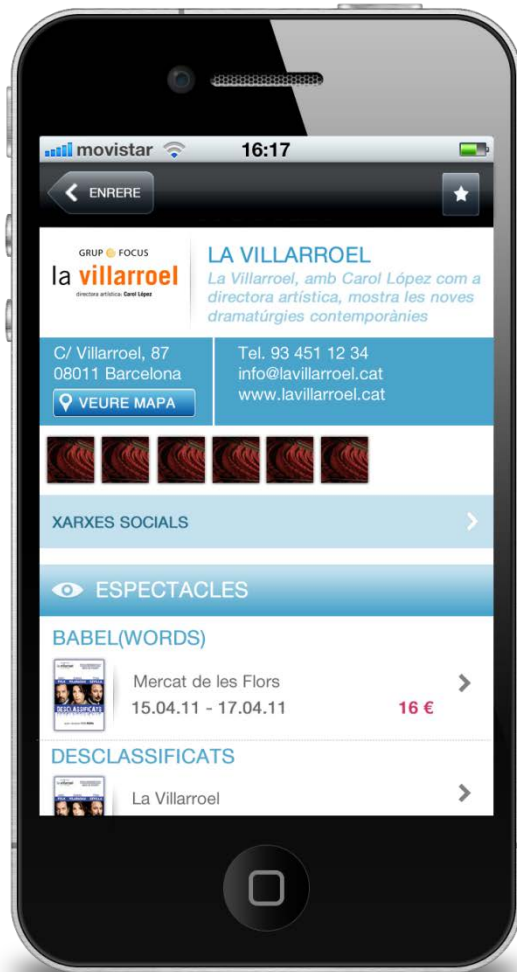 movistar 16:17
ENRERE
GRUP FOCUS
la villarroel
directora artística: Carol López
LA VILLARROEL
La Villarroel, amb Carol López com a
directora artística, mostra les noves
dramatúrgies contemporànies
C/ Villarroel, 87
08011 Barcelona
VEURE MAPA
Tel. 93 451 12 34
info@lavillarroel.cat
www.lavillarroel.cat
XARXES SOCIALS
ESPECTACLES
BABEL(WORDS)
DESCLASSIFICATS
Mercat de les Flors
15.04.11 - 17.04.11
16 €
DESCLASSIFICATS
La Villarroel